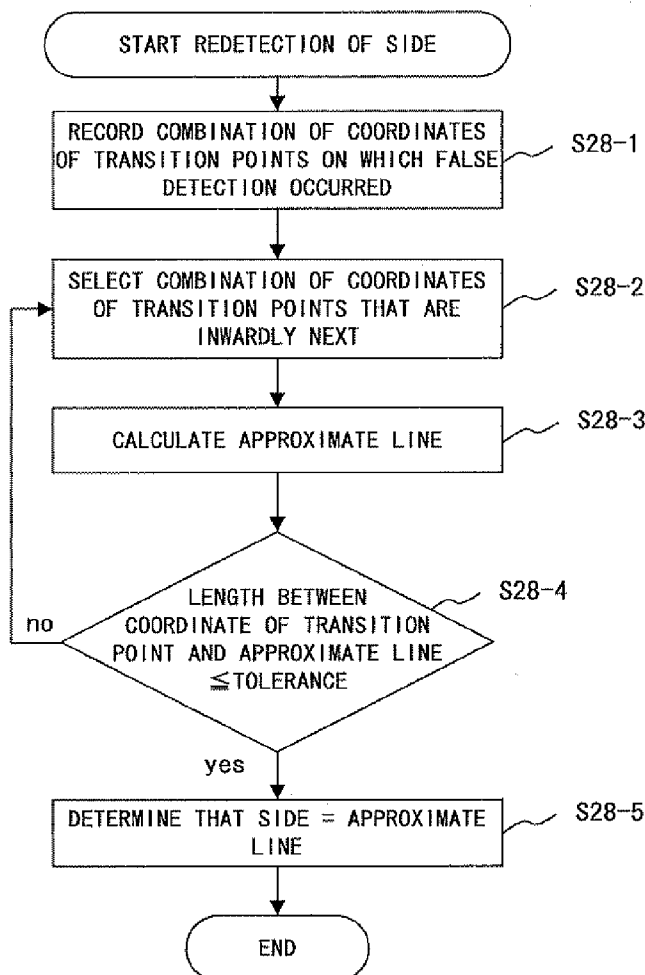 START REDETECTION OF SIDE
RECORD COMBINATION OF COORDINATES
OF TRANSITION POINTS ON WHICH FALSE
DETECTION OCCURRED
S28-1
SELECT COMBINATION OF COORDINATES
OF TRANSITION POINTS THAT ARE
INWARDLY NEXT
S28-2
CALCULATE APPROXIMATE LINE
S28-3
LENGTH BETWEEN
COORDINATE OF TRANSITION
POINT AND APPROXIMATE LINE
≦TOLERANCE
S28-4
no
yes
DETERMINE THAT SIDE = APPROXIMATE
LINE
S28-5
END